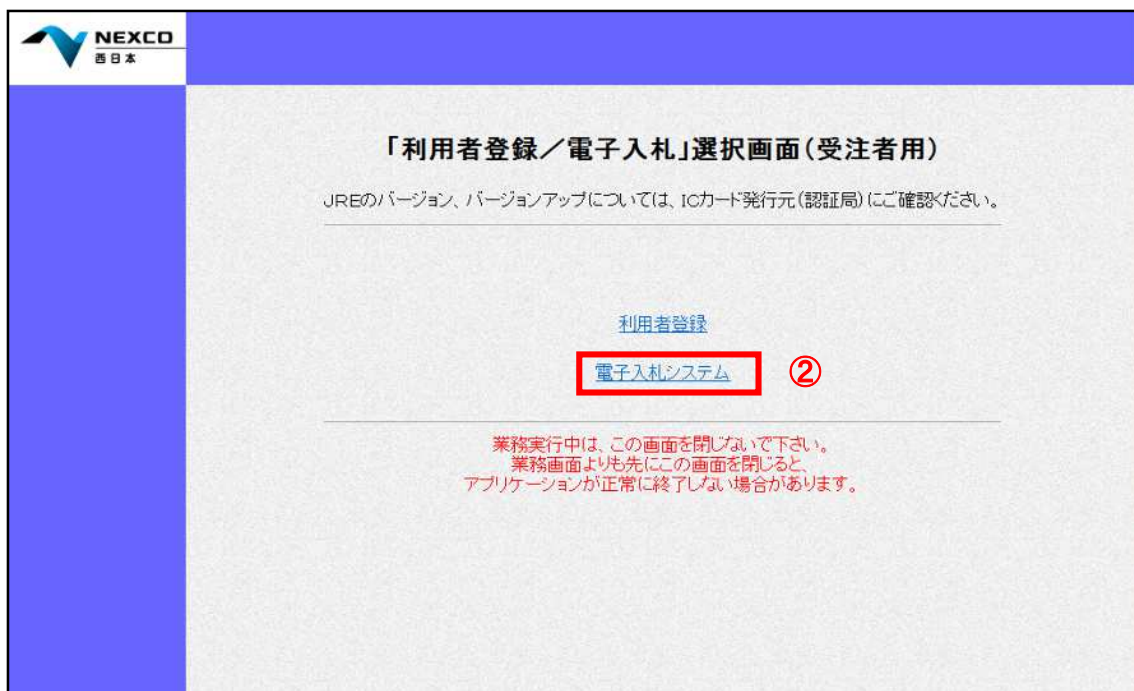 NEXCO
西日本
「利用者登録／電子入札」選択画面(受注者用)
JREのバージョン、バージョンアップについては、ICカード発行元(認証局)にご確認ください。
利用者登録
電子入札システム
②
業務実行中は、この画面を閉じないで下さい。
業務画面よりも先にこの画面を閉じると、
アプリケーションが正常に終了しない場合があります。